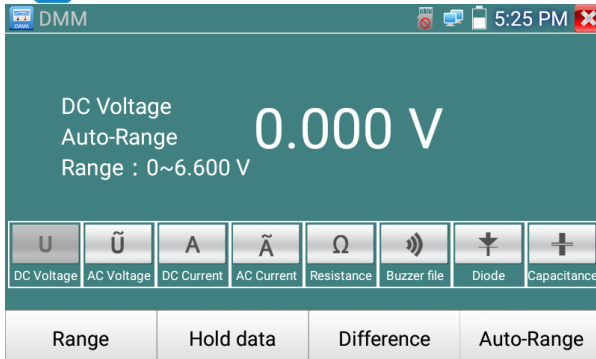 DMM
DMM 5:25 PM
DC Voltage
Auto-Range
0.000 V
Range : 0~6.600 V
U Ũ A Ã Ω
DC Voltage AC Voltage DC Current AC Current Resistance Buzzer file Diode Capacitance
Range Hold data Difference Auto-Range